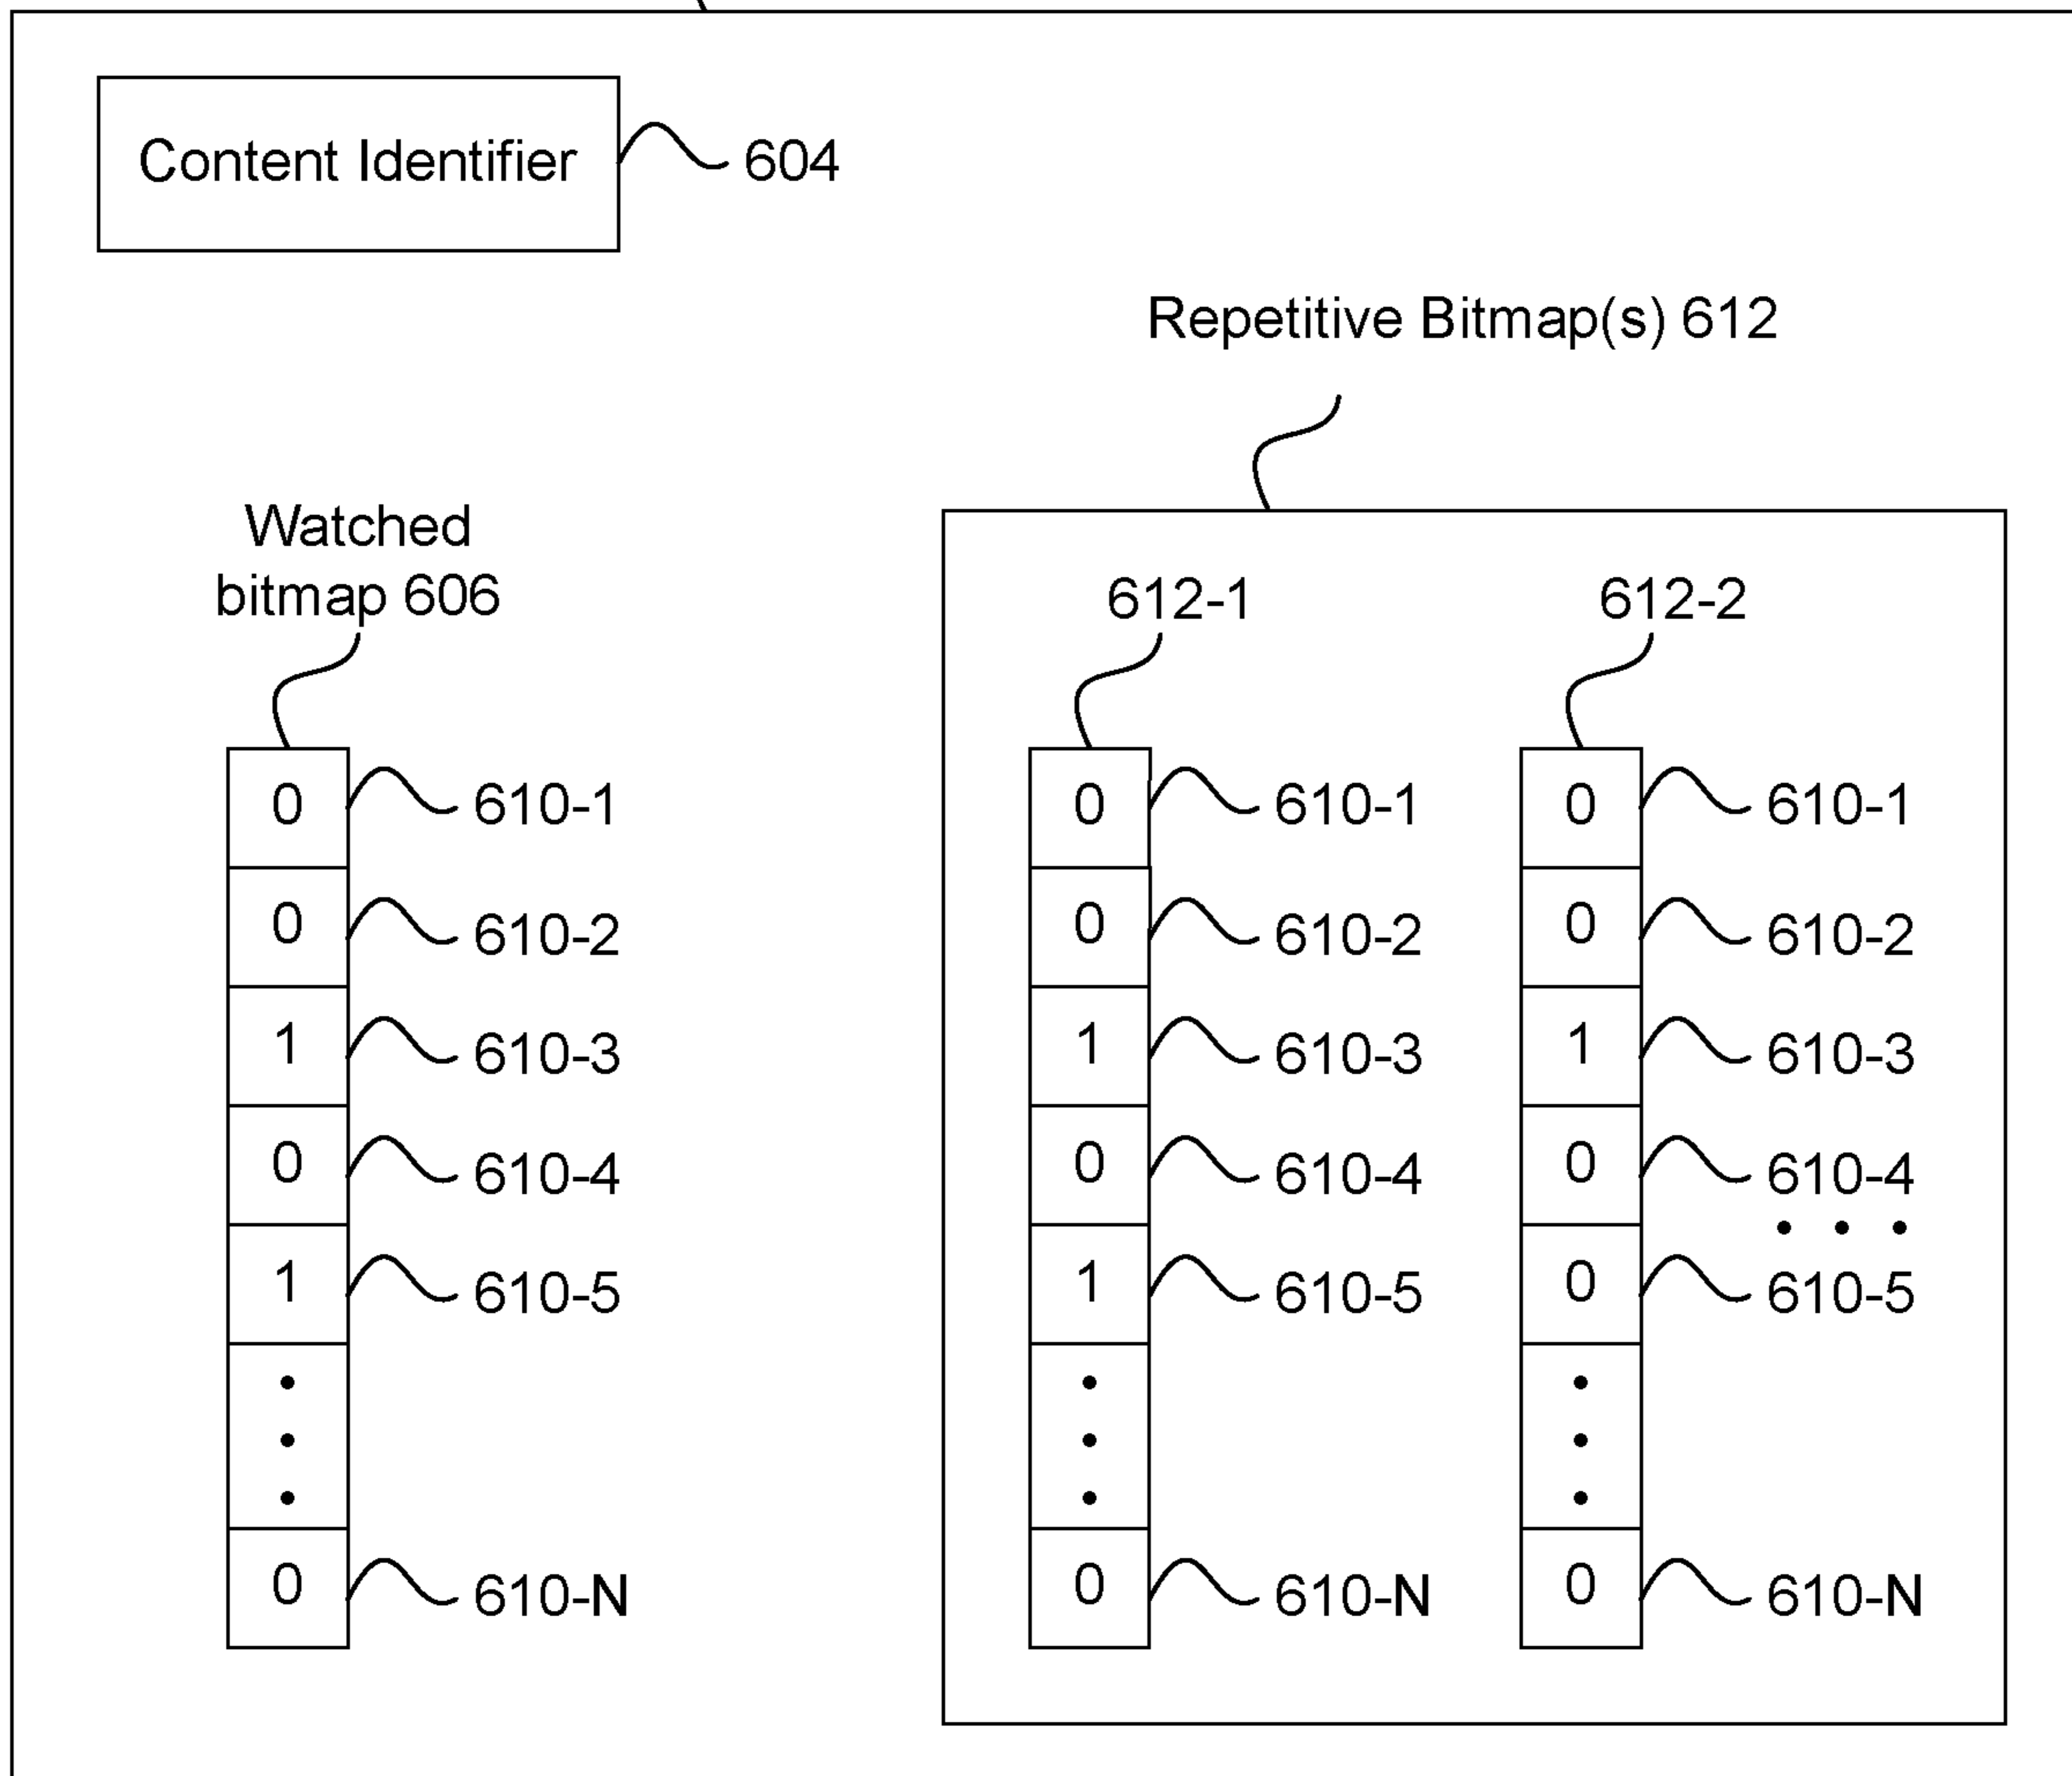 Content Identifier 604
Repetitive Bitmap(s) 612
Watched
bitmap 606
612-1 612-2
0 610-1 0 610-1 0 610-1
0 610-2 0 610-2 0 610-2
1 610-3 1 610-3 1 610-3
0 610-4 0 610-4 0 610-4
1 610-5 1 610-5 0 610-5
0 610-N 0 610-N 0 610-N